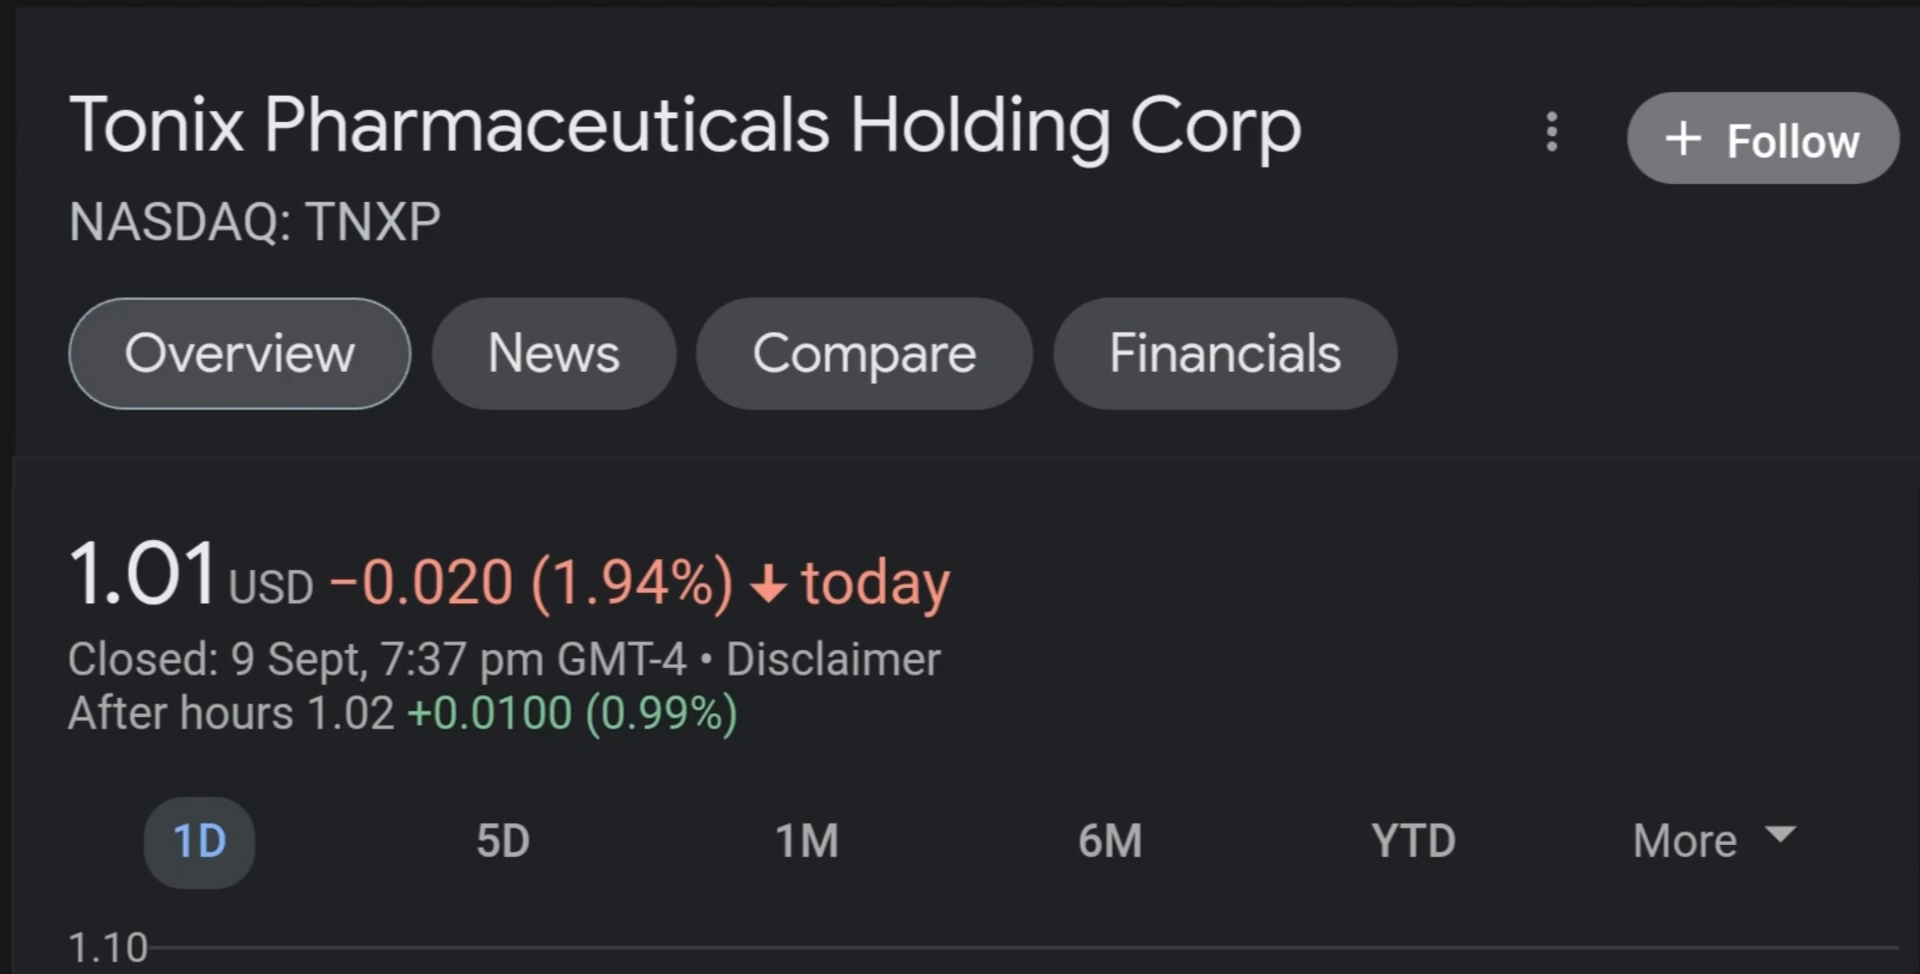 Tonix Pharmaceuticals Holding Corp
+ Follow
NASDAQ: TNXP
Overview News Compare Financials
1.01 USD −0.020 (1.94%) ↓ today
Closed: 9 Sept, 7:37 pm GMT-4 • Disclaimer
After hours 1.02 +0.0100 (0.99%)
1D 5D 1M 6M YTD More
1.10